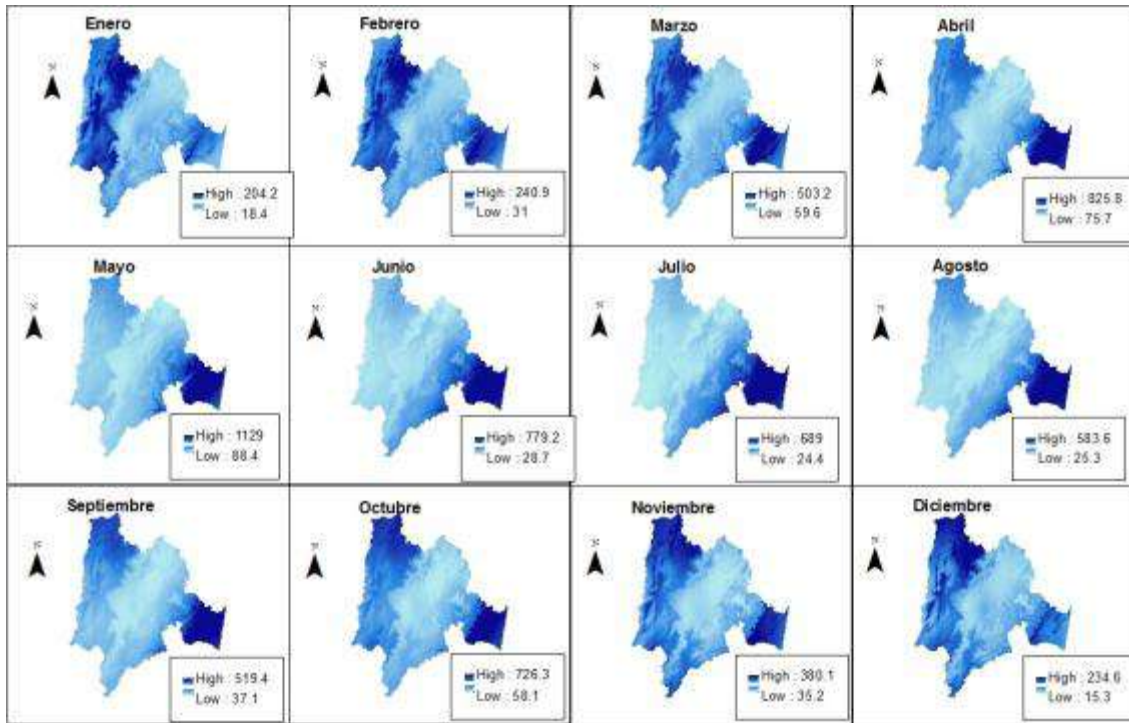 Enero
High : 204.2
Low : 18.4
Febrero
High : 240.9
Low : 31
Marzo
High : 503.2
Low : 59.6
Abril
High : 825.8
Low : 75.7
Mayo
High : 1129
Low : 88.4
Junio
High : 779.2
Low : 28.7
Julio
High : 689
Low : 24.4
Agosto
High : 583.6
Low : 25.3
Septiembre
High : 519.4
Low : 37.1
Octubre
High : 726.3
Low : 58.1
Noviembre
High : 380.1
Low : 35.2
Diciembre
High : 234.6
Low : 15.3